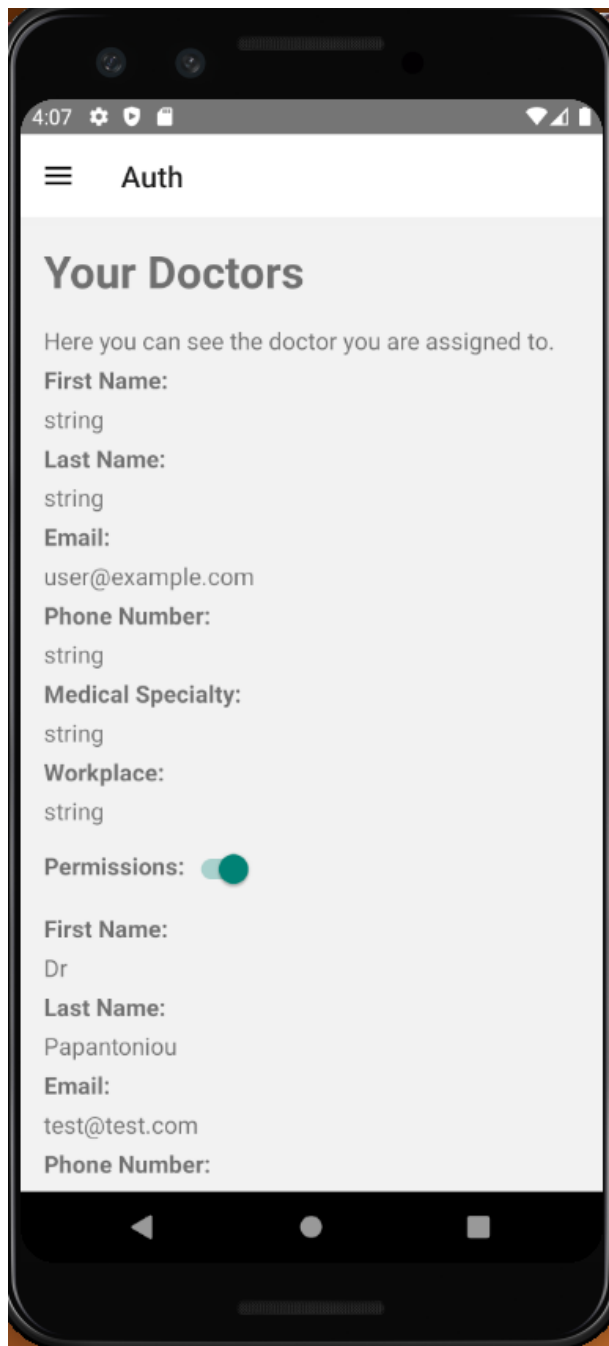 4:07
Auth
Your Doctors
Here you can see the doctor you are assigned to.
First Name:
string
Last Name:
string
Email:
user@example.com
Phone Number:
string
Medical Specialty:
string
Workplace:
string
Permissions:
First Name:
Dr
Last Name:
Papantoniou
Email:
test@test.com
Phone Number: